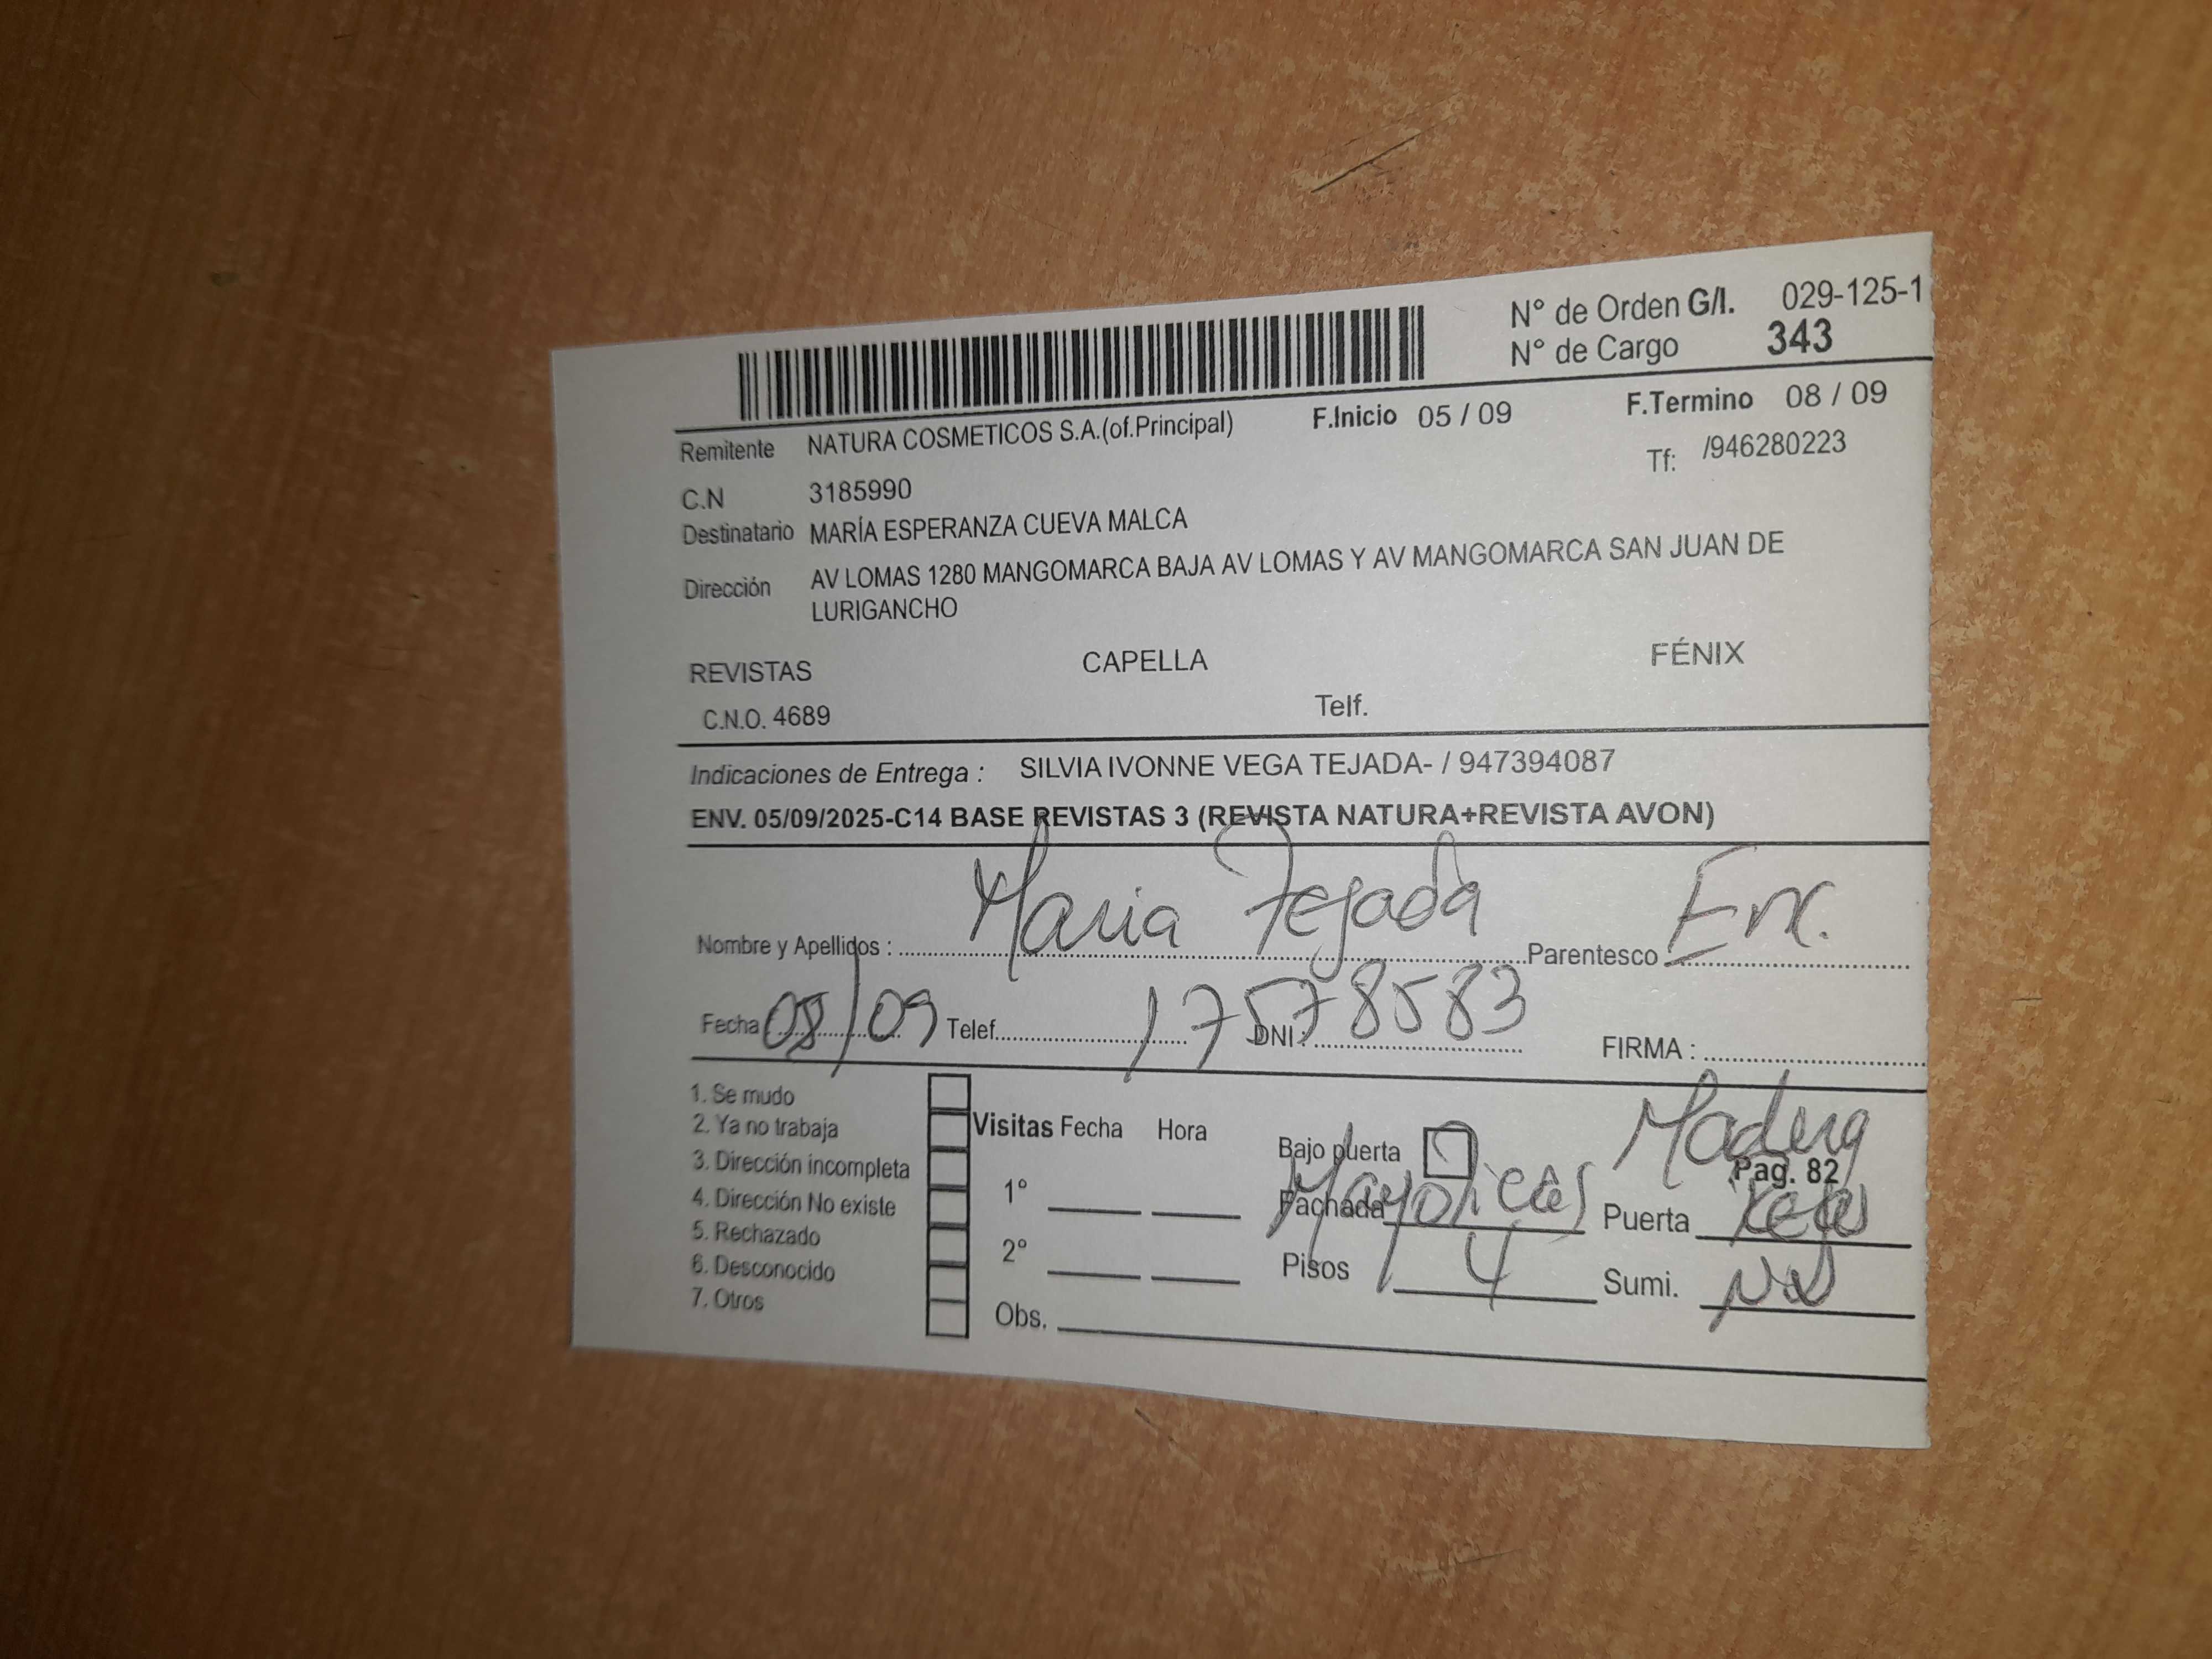 N° de Orden G/I. 029-125-1
N° de Cargo 343
Remitente NATURA COSMETICOS S.A.(of.Principal) F.Inicio 05 / 09 F.Termino 08 / 09
C.N 3185990 Tf: /946280223
Destinatario MARÍA ESPERANZA CUEVA MALCA
Dirección AV LOMAS 1280 MANGOMARCA BAJA AV LOMAS Y AV MANGOMARCA SAN JUAN DE
LURIGANCHO
REVISTAS CAPELLA FÉNIX
C.N.O. 4689 Telf.
Indicaciones de Entrega : SILVIA IVONNE VEGA TEJADA- / 947394087
ENV. 05/09/2025-C14 BASE REVISTAS 3 (REVISTA NATURA+REVISTA AVON)
Nombre y Apellidos : Maria Tejada Parentesco Enc.
Fecha 08/09 Telef. DNI : 17578583 FIRMA :
1. Se mudo
2. Ya no trabaja Visitas Fecha Hora Bajo puerta Madera
3. Dirección incompleta Pag. 82
4. Dirección No existe 1° Fachada Mayolicas Puerta Rejas
5. Rechazado
6. Desconocido 2° Pisos 4 Sumi.
7. Otros Obs.